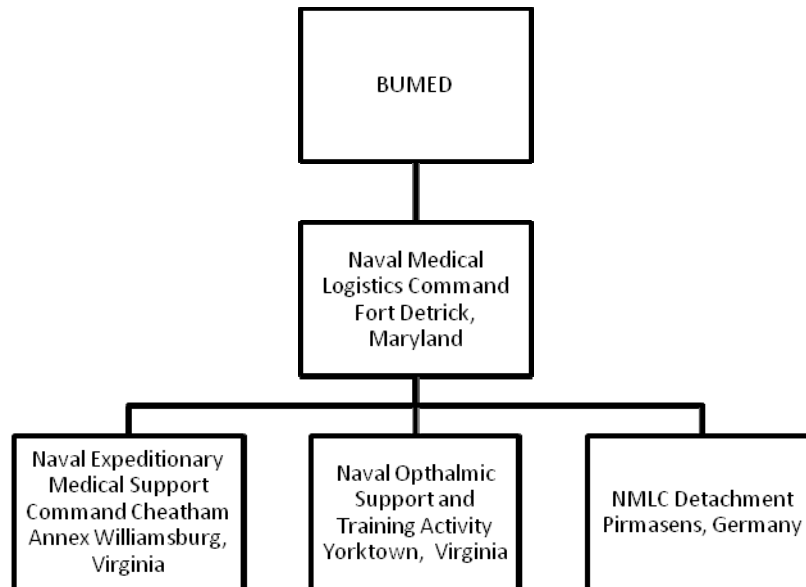 BUMED
Naval Medical
Logistics Command
Fort Detrick,
Maryland
Naval Expeditionary
Medical Support
Command Cheatham
Annex Williamsburg,
Virginia
Naval Opthalmic
Support and
Training Activity
Yorktown, Virginia
NMLC Detachment
Pirmasens, Germany